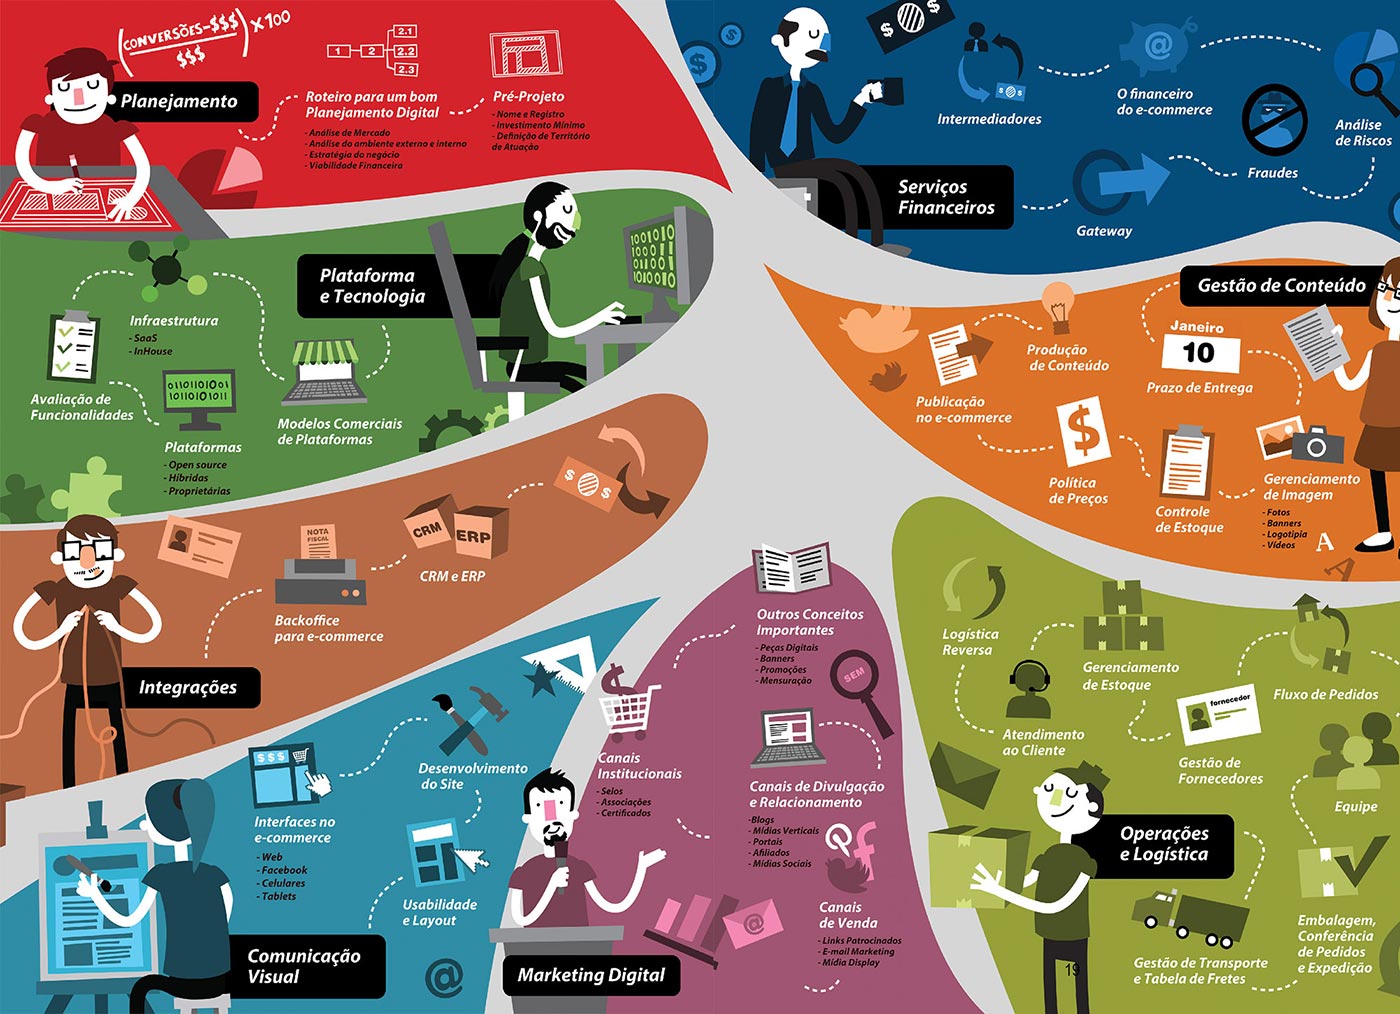 (CONVERSÕES-$$$) x100
$$$
Planejamento
1
2
2.1
2.2
2.3
Roteiro para um bom
Planejamento Digital
- Análise de Mercado
- Análise do ambiente externo e interno
- Estratégia do negócio
- Viabilidade Financeira
Pré-Projeto
- Nome e Registro
- Investimento Mínimo
- Definição de Território
de Atuação
Plataforma
e Tecnologia
Infraestrutura
- SaaS
- InHouse
Avaliação de
Funcionalidades
01101101001
10110101011
Plataformas
- Open source
- Híbridas
- Proprietárias
Modelos Comerciais
de Plataformas
Integrações
NOTA
FISCAL
Backoffice
para e-commerce
CRM
ERP
CRM e ERP
$ $
Comunicação
Visual
$$$
Interfaces no
e-commerce
- Web
- Facebook
- Celulares
- Tablets
Desenvolvimento
do Site
Usabilidade
e Layout
@
Marketing Digital
$
Canais
Institucionais
- Selos
- Associações
- Certificados
Outros Conceitos
Importantes
- Peças Digitais
- Banners
- Promoções
- Mensuração
SEM
Canais de Divulgação
e Relacionamento
-Blogs
- Mídias Verticais
- Portais
- Afiliados
- Mídias Sociais
f
@
Canais
de Venda
- Links Patrocinados
- E-mail Marketing
- Mídia Display
Serviços
Financeiros
$ $
$
$
Intermediadores
$ $
@
O financeiro
do e-commerce
Análise
de Riscos
Fraudes
Gateway
Gestão de Conteúdo
Janeiro
10
Prazo de Entrega
Produção
de Conteúdo
Publicação
no e-commerce
$
Política
de Preços
Controle
de Estoque
Gerenciamento
de Imagem
- Fotos
- Banners
- Logotipia
- Vídeos
A
A
Operações
e Logística
Logística
Reversa
Atendimento
ao Cliente
Gerenciamento
de Estoque
fornecedor
Gestão de
Fornecedores
Fluxo de Pedidos
Equipe
Embalagem,
Conferência
de Pedidos
e Expedição
Gestão de Transporte
e Tabela de Fretes
19